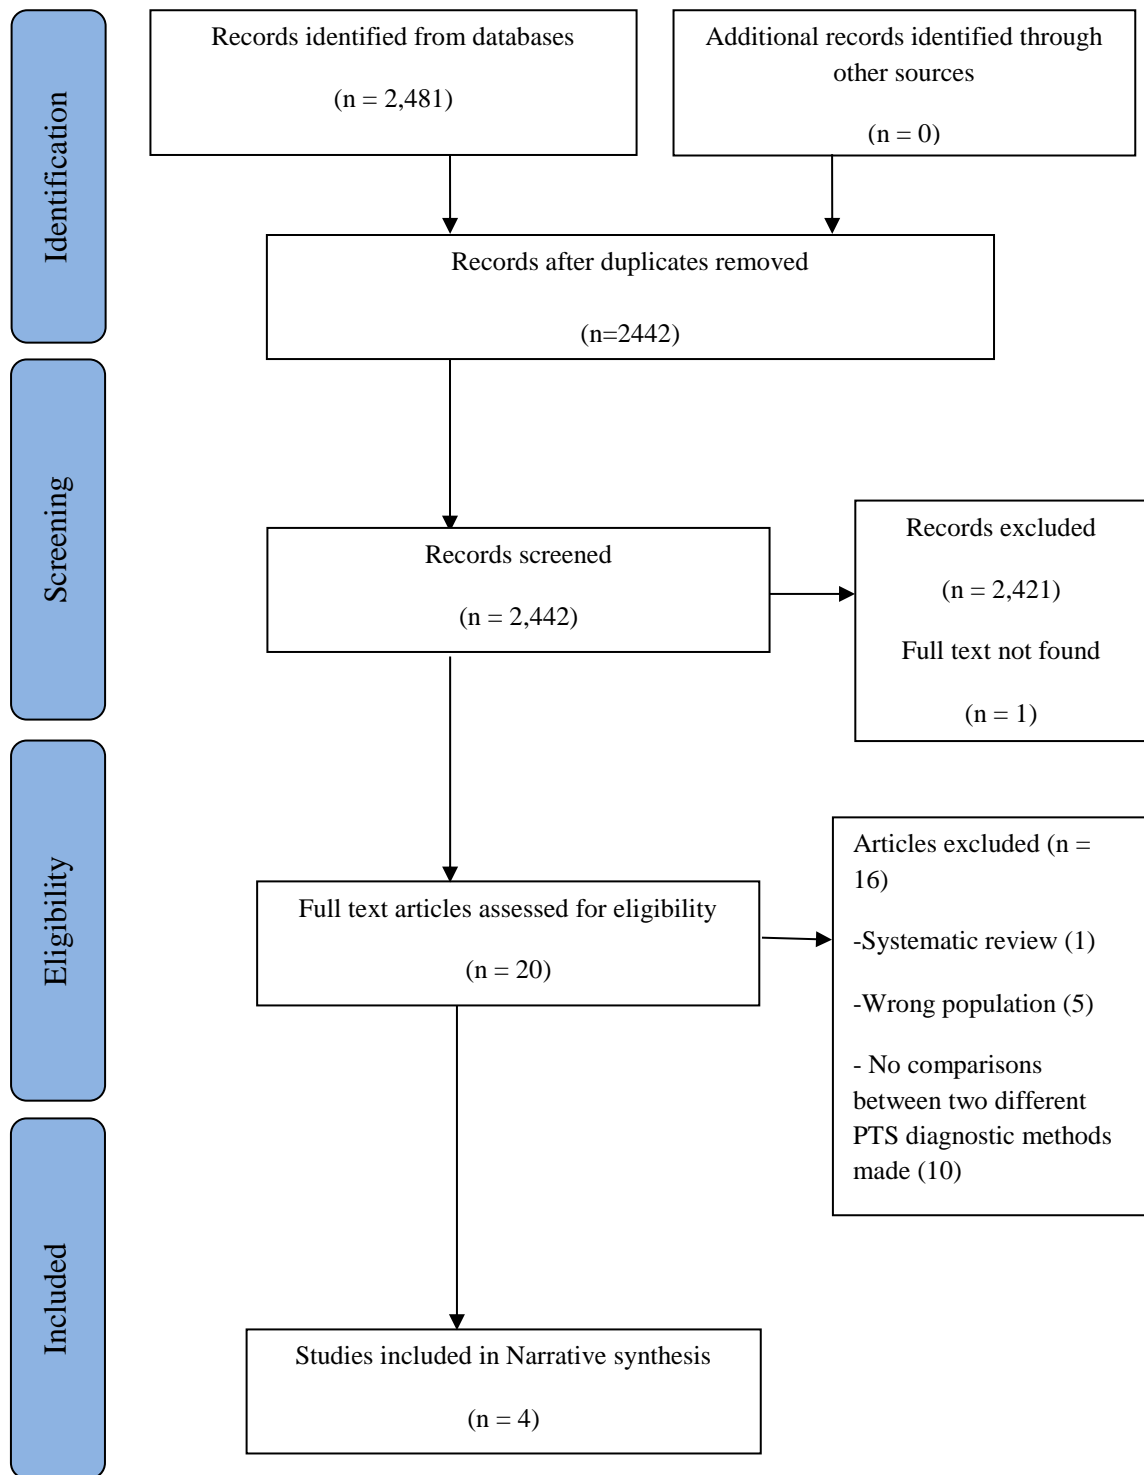 Identification
Records identified from databases
(n = 2,481)
Additional records identified through
other sources
(n = 0)
Records after duplicates removed
(n=2442)
Screening
Records screened
(n = 2,442)
Records excluded
(n = 2,421)
Full text not found
(n = 1)
Eligibility
Full text articles assessed for eligibility
(n = 20)
Articles excluded (n =
16)
-Systematic review (1)
-Wrong population (5)
- No comparisons
between two different
PTS diagnostic methods
made (10)
Included
Studies included in Narrative synthesis
(n = 4)